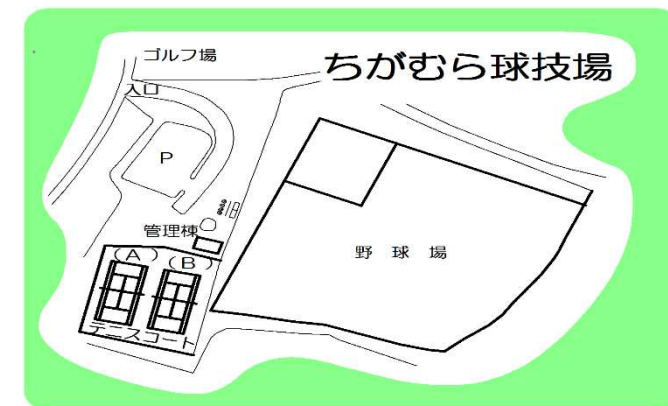 ゴルフ場
ちがむら球技場
入口
P
管理棟
(A)
(B)
野球場
テニスコート